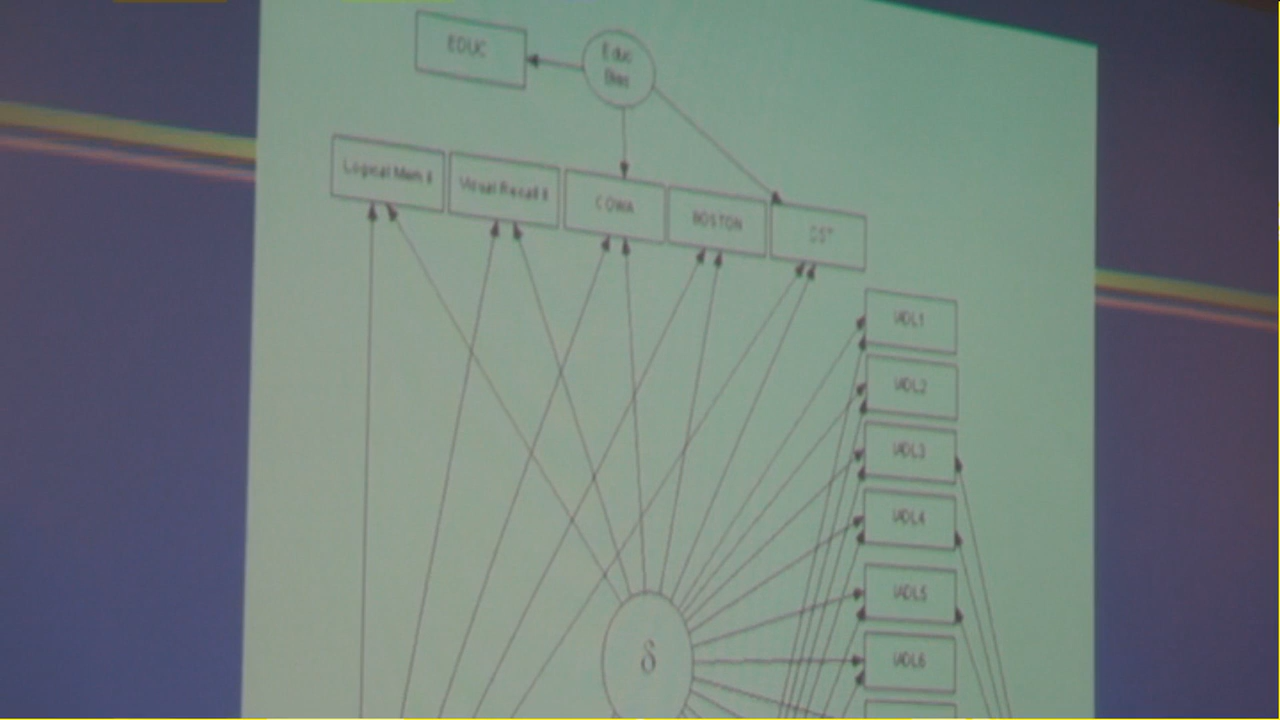 EDUC
Educ
Bias
Logical Mem II
Visual Recall II
COWA
BOSTON
DST
IADL1
IADL2
IADL3
IADL4
IADL5
IADL6
δ